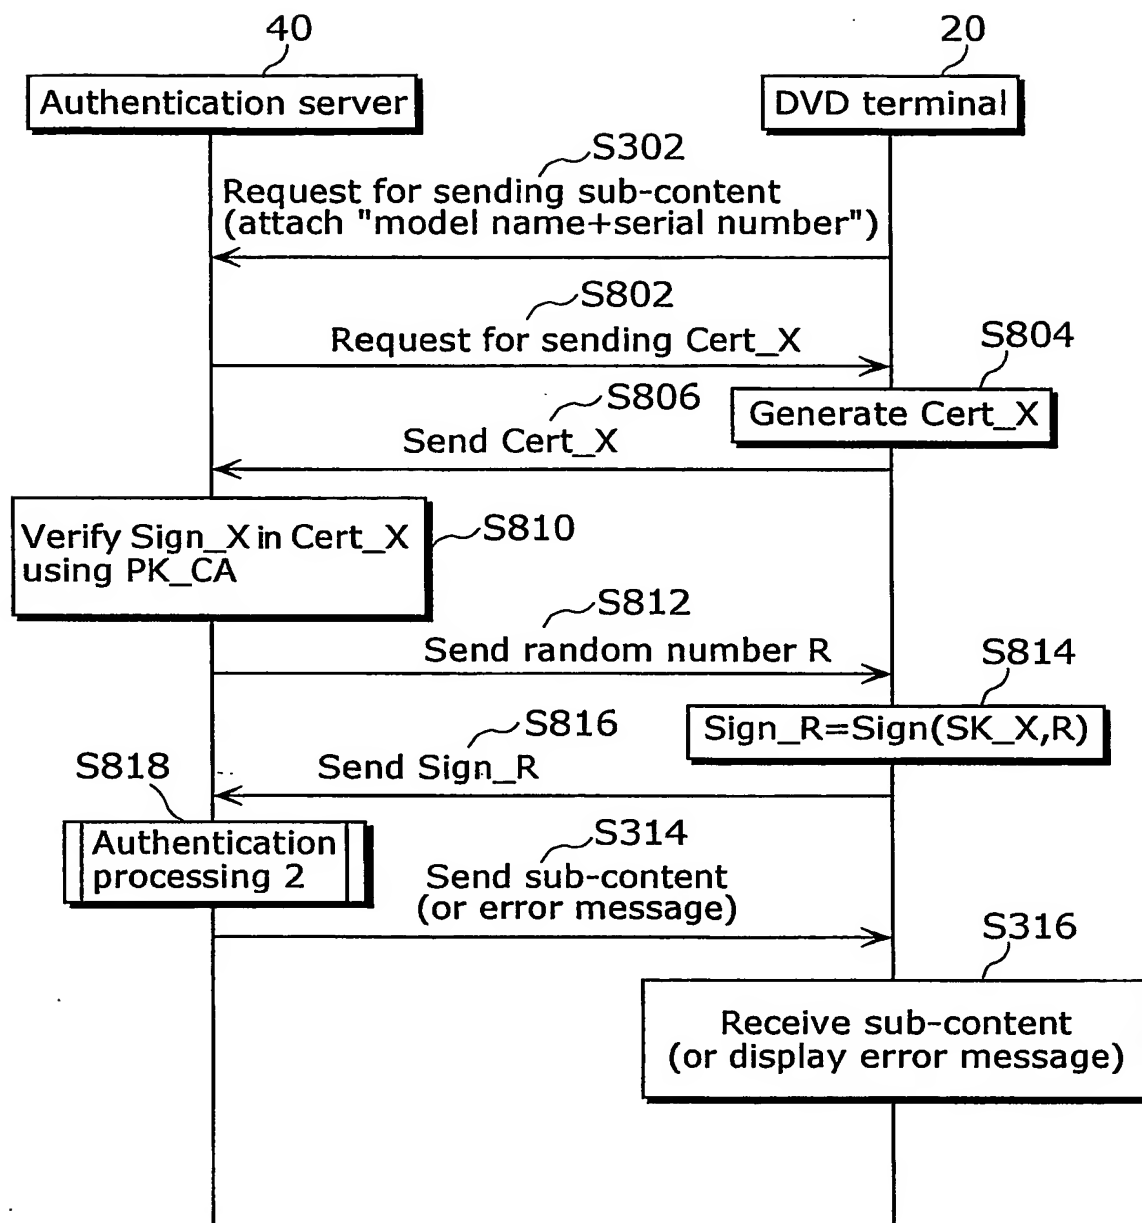 40
20
Authentication server
DVD terminal
S302
Request for sending sub-content
(attach "model name+serial number")
S802
Request for sending Cert_X
S804
Generate Cert_X
S806
Send Cert_X
Verify Sign_X in Cert_X
using PK_CA
S810
S812
Send random number R
S814
Sign_R=Sign(SK_X,R)
S816
Send Sign_R
S818
Authentication
processing 2
S314
Send sub-content
(or error message)
S316
Receive sub-content
(or display error message)